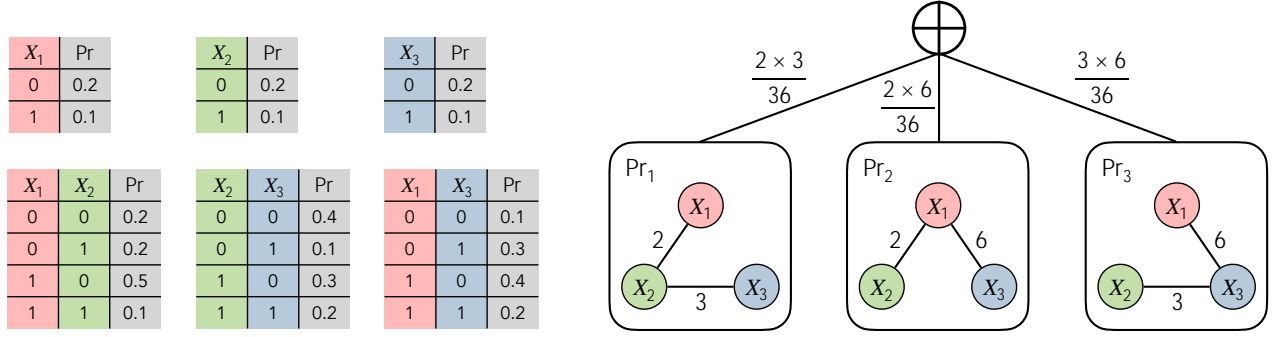 X₁ Pr
0 0.2
1 0.1
X₂ Pr
0 0.2
1 0.1
X₃ Pr
0 0.2
1 0.1
X₁ X₂ Pr
0 0 0.2
0 1 0.2
1 0 0.5
1 1 0.1
X₂ X₃ Pr
0 0 0.4
0 1 0.1
1 0 0.3
1 1 0.2
X₁ X₃ Pr
0 0 0.1
0 1 0.3
1 0 0.4
1 1 0.2
2 × 3
36
2 × 6
36
3 × 6
36
Pr₁
X₁
2
X₂ 3 X₃
Pr₂
X₁
2 6
X₂ X₃
Pr₃
X₁
6
X₂ 3 X₃